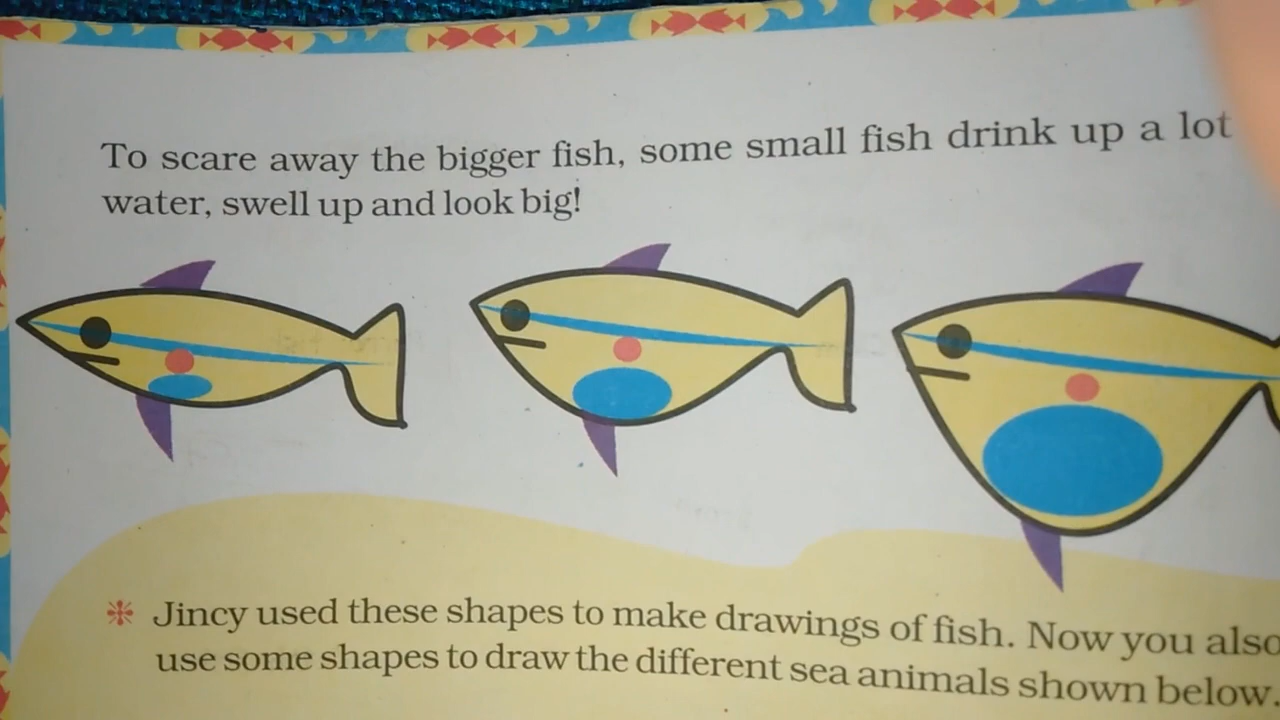 To scare away the bigger fish, some small fish drink up a lot
water, swell up and look big!
Jincy used these shapes to make drawings of fish. Now you also
use some shapes to draw the different sea animals shown below.